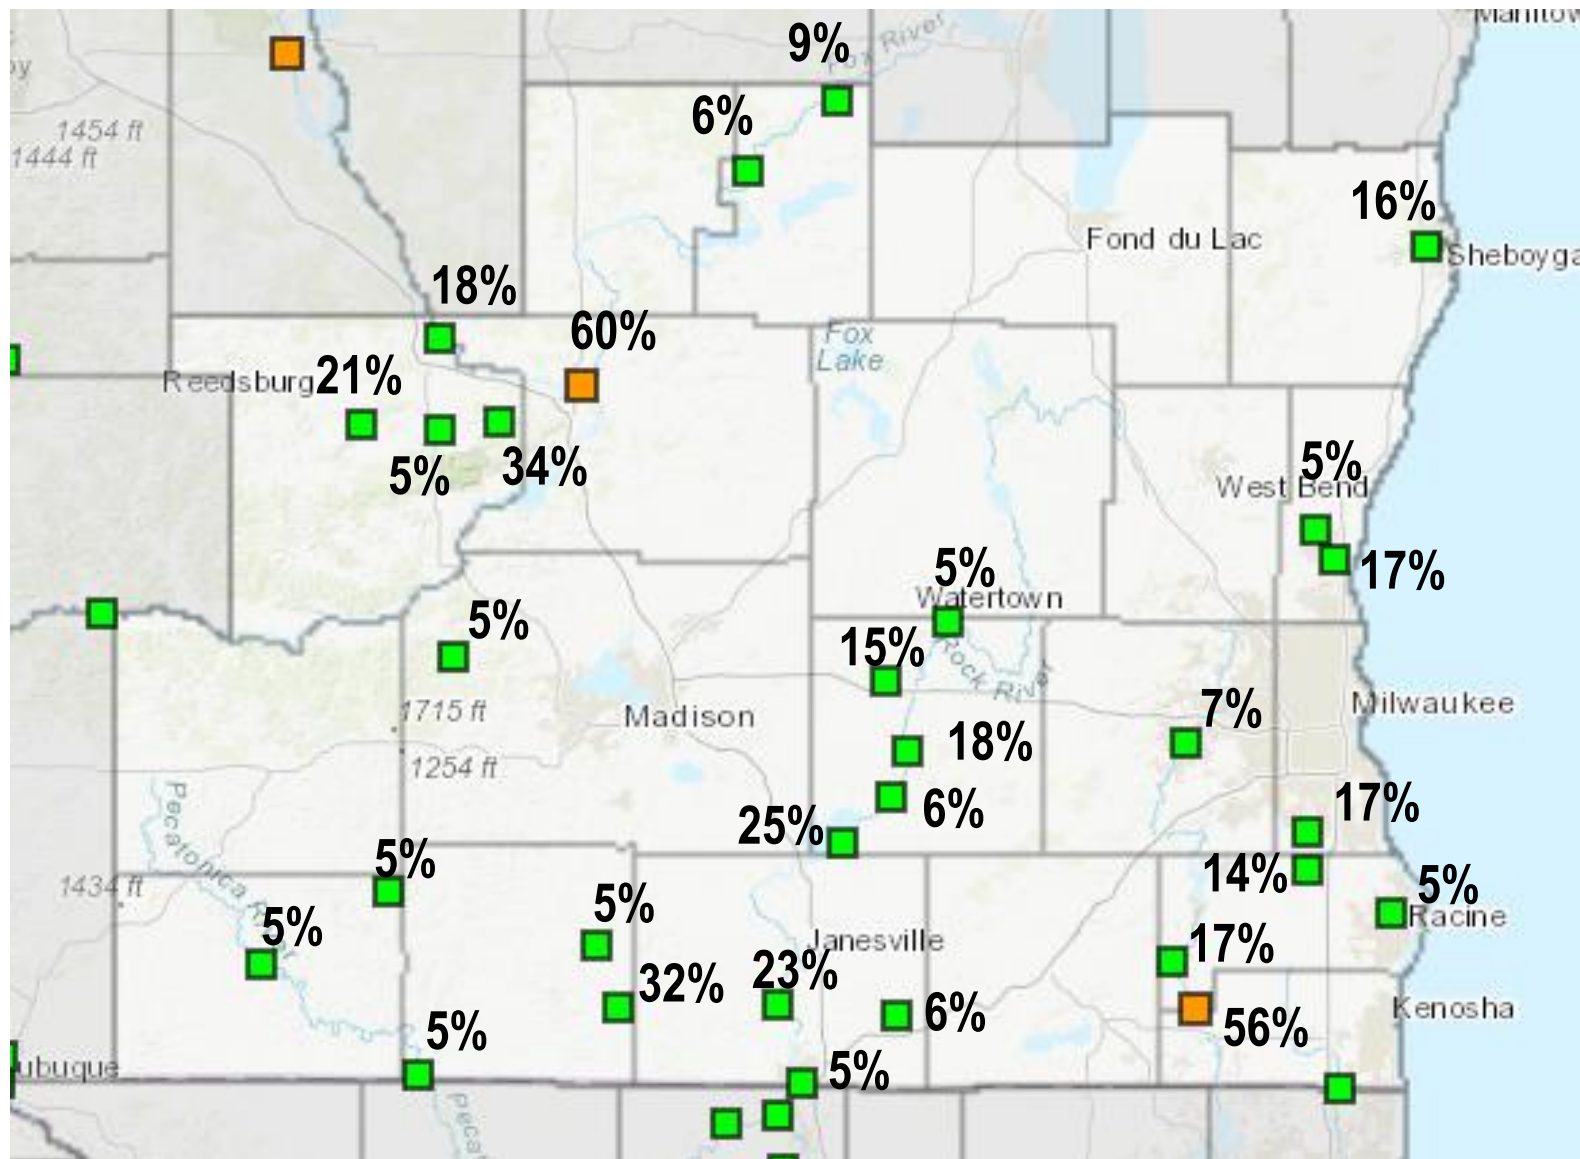 Manitow
9%
Fox River
oy
6%
1454 ft
1444 ft
16%
Fond du Lac
Sheboyga
18%
60%
Fox
Lake
Reedsburg
21%
5%
34%
5%
West Bend
17%
5%
Watertown
5%
15%
Rock River
7%
1715 ft
Madison
Milwaukee
18%
1254 ft
17%
6%
25%
5%
14%
5%
Pecatonica R
1434 ft
5%
Racine
5%
Janesville
17%
23%
32%
6%
Kenosha
56%
5%
ubuque
5%
Pecat